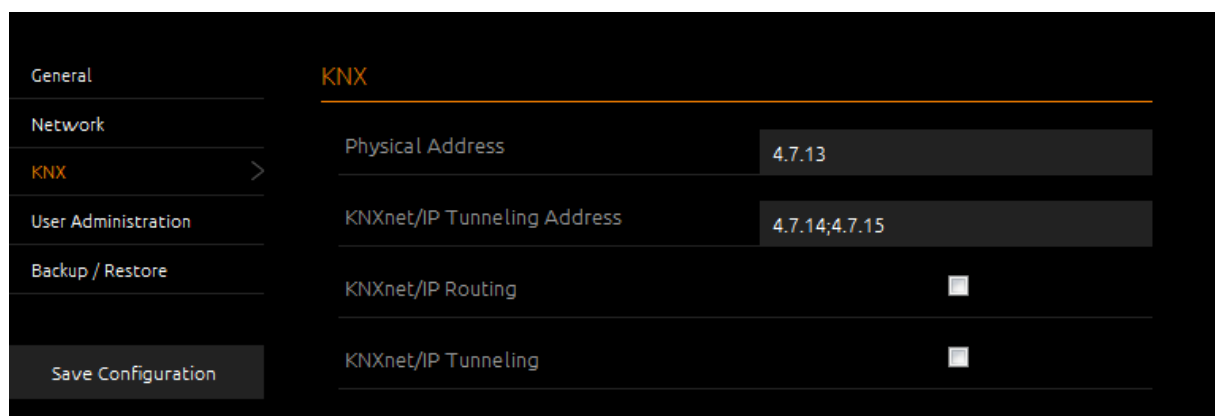 General
Network
KNX
User Administration
Backup / Restore
Save Configuration
KNX
Physical Address
4.7.13
KNXnet/IP Tunneling Address
4.7.14;4.7.15
KNXnet/IP Routing
KNXnet/IP Tunneling